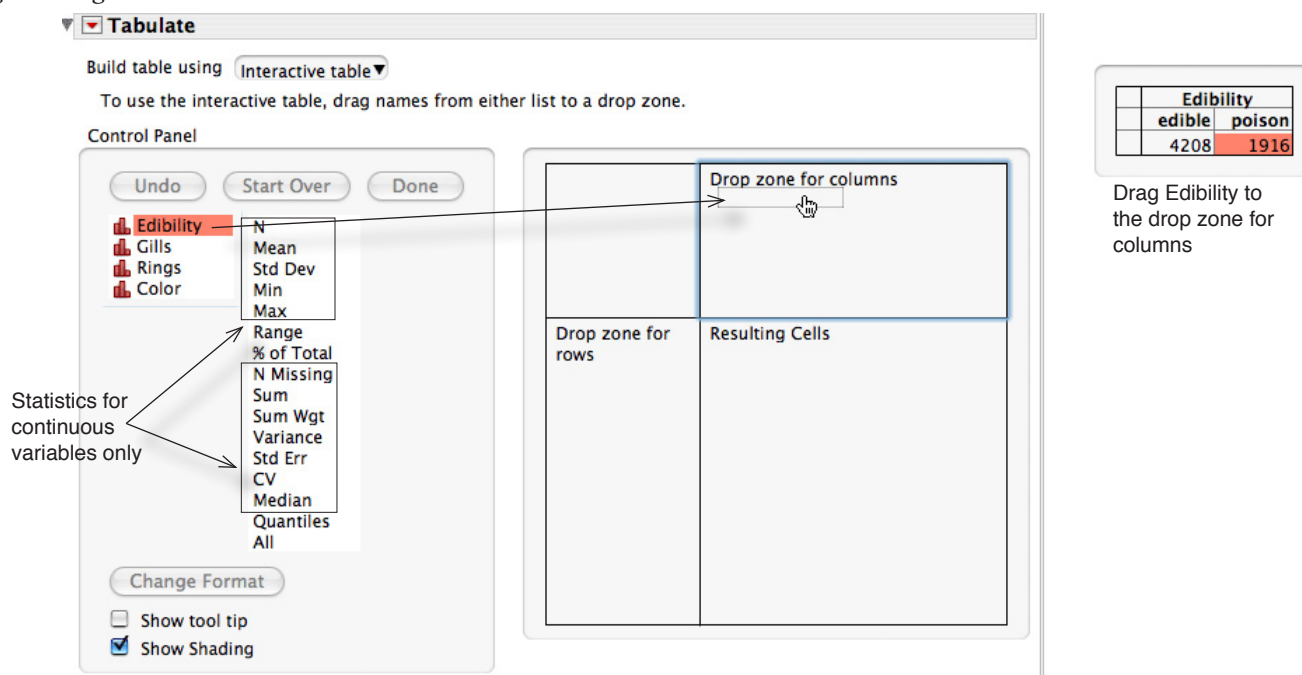 Tabulate
Build table using Interactive table
To use the interactive table, drag names from either list to a drop zone.
Control Panel
Undo Start Over Done
Edibility
Gills
Rings
Color
N
Mean
Std Dev
Min
Max
Range
% of Total
N Missing
Sum
Sum Wgt
Variance
Std Err
CV
Median
Quantiles
All
Statistics for
continuous
variables only
Change Format
Show tool tip
Show Shading
Drop zone for columns
Drop zone for
rows
Resulting Cells
Edibility
edible poison
4208 1916
Drag Edibility to
the drop zone for
columns